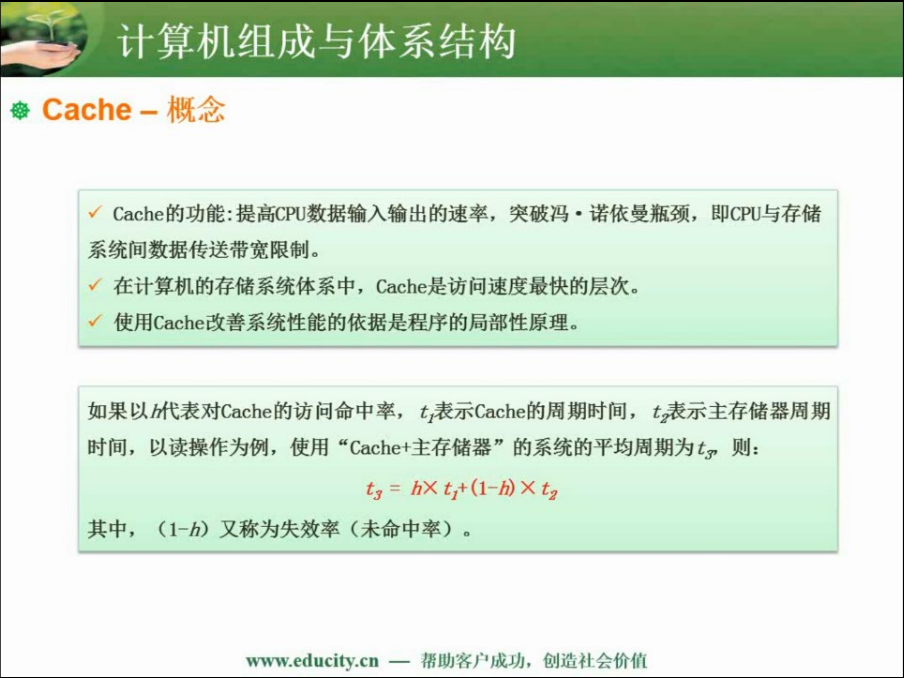 计算机组成与体系结构
Cache – 概念
✓ Cache的功能:提高CPU数据输入输出的速率，突破冯·诺依曼瓶颈，即CPU与存储
系统间数据传送带宽限制。
✓ 在计算机的存储系统体系中，Cache是访问速度最快的层次。
✓ 使用Cache改善系统性能的依据是程序的局部性原理。
如果以h代表对Cache的访问命中率，t₁表示Cache的周期时间，t₂表示主存储器周期
时间，以读操作为例，使用“Cache+主存储器”的系统的平均周期为t₃，则：
t₃ = h×t₁+(1-h)×t₂
其中，（1-h）又称为失效率（未命中率）。
www.educity.cn — 帮助客户成功，创造社会价值